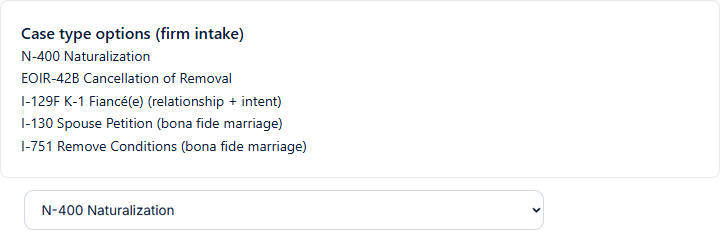 Case type options (firm intake)
N-400 Naturalization
EOIR-42B Cancellation of Removal
I-129F K-1 Fiancé(e) (relationship + intent)
I-130 Spouse Petition (bona fide marriage)
I-751 Remove Conditions (bona fide marriage)
N-400 Naturalization